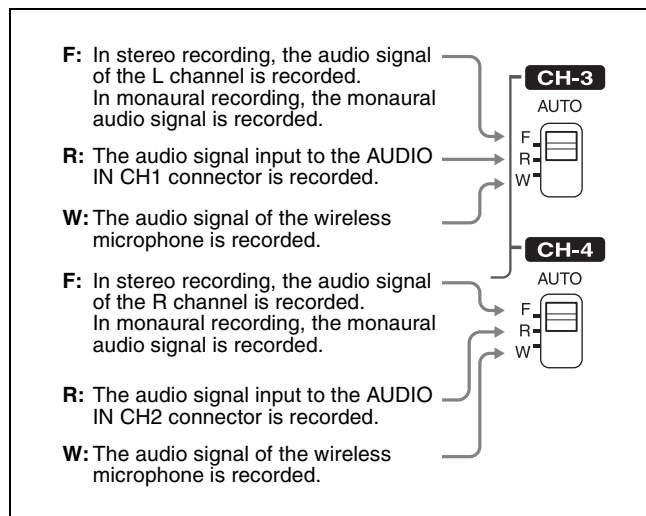 F: In stereo recording, the audio signal
of the L channel is recorded.
In monaural recording, the monaural
audio signal is recorded.
R: The audio signal input to the AUDIO
IN CH1 connector is recorded.
W: The audio signal of the wireless
microphone is recorded.
CH-3
AUTO
F
R
W
F: In stereo recording, the audio signal
of the R channel is recorded.
In monaural recording, the monaural
audio signal is recorded.
R: The audio signal input to the AUDIO
IN CH2 connector is recorded.
W: The audio signal of the wireless
microphone is recorded.
CH-4
AUTO
F
R
W